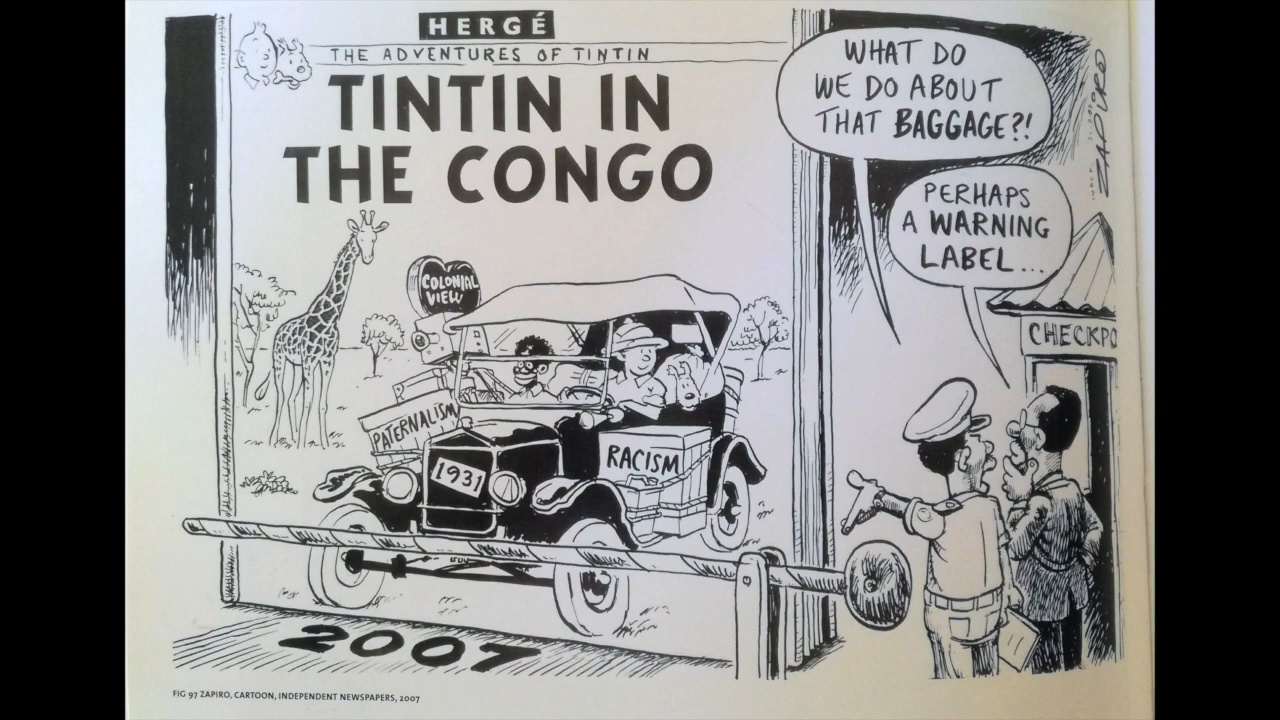 HERGÉ
THE ADVENTURES OF TINTIN
TINTIN IN
THE CONGO
WHAT DO
WE DO ABOUT
THAT BAGGAGE?!
PERHAPS
A WARNING
LABEL...
ZAPIRO
COLONIAL
VIEW
CHECKPO
PATERNALISM
RACISM
1931
2007
FIG 97 ZAPIRO, CARTOON, INDEPENDENT NEWSPAPERS, 2007